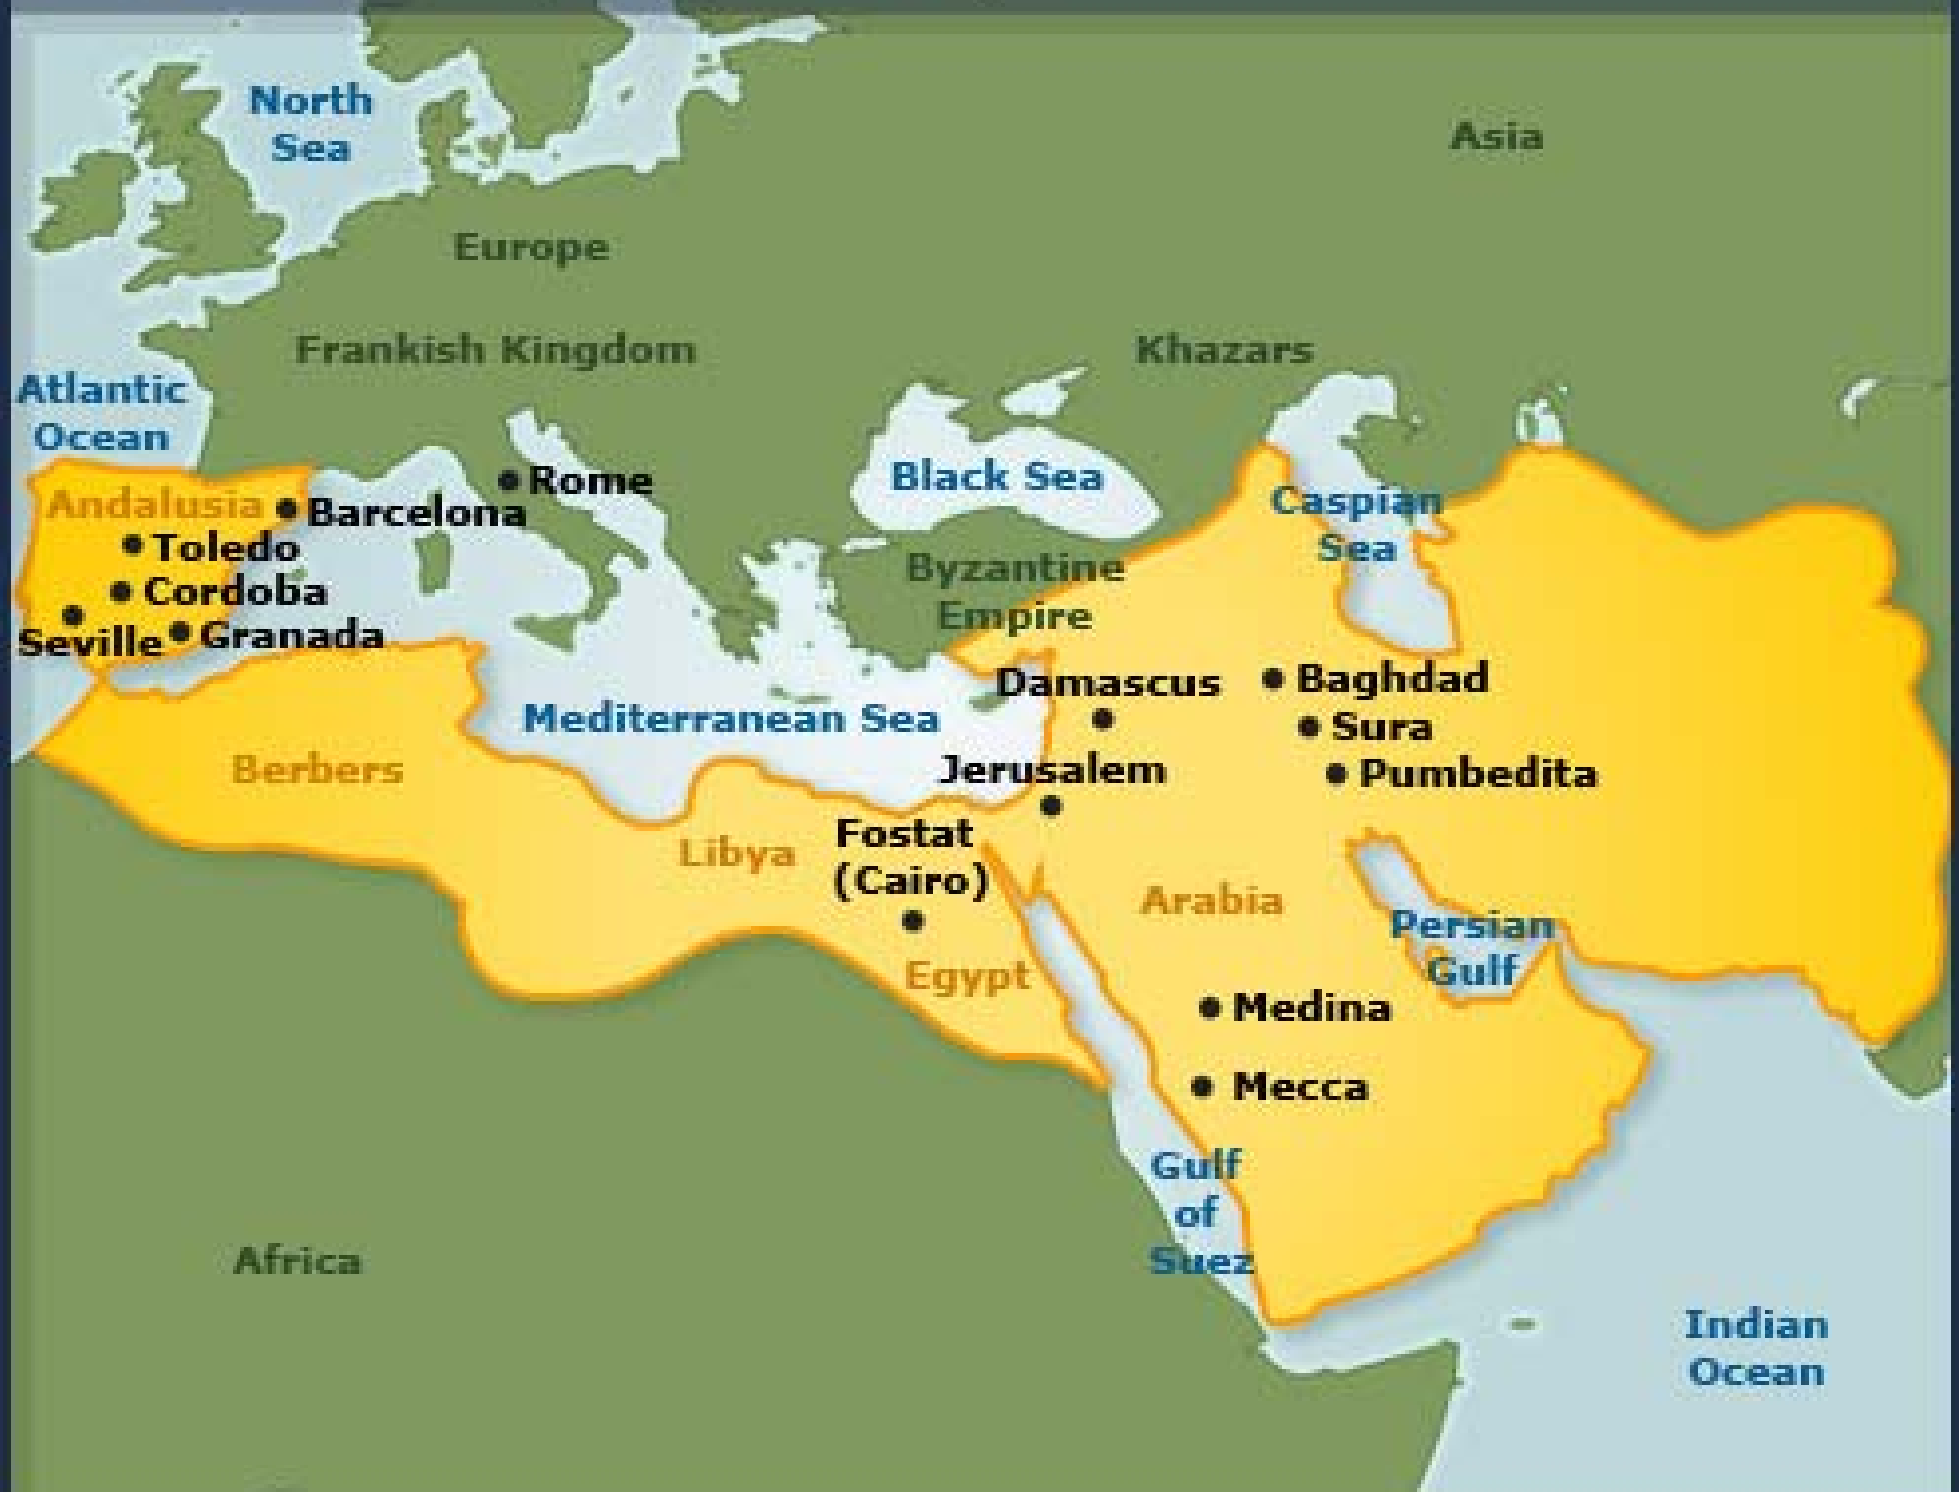 North
Sea
Asia
Europe
Frankish Kingdom
Khazars
Atlantic
Ocean
Black Sea
Rome
Caspian
Sea
Andalusia
Barcelona
Toledo
Byzantine
Empire
Cordoba
Seville
Granada
Damascus
Baghdad
Mediterranean Sea
Sura
Berbers
Jerusalem
Pumbedita
Libya
Fostat
(Cairo)
Arabia
Persian
Gulf
Egypt
Medina
Mecca
Gulf
of
Suez
Africa
Indian
Ocean